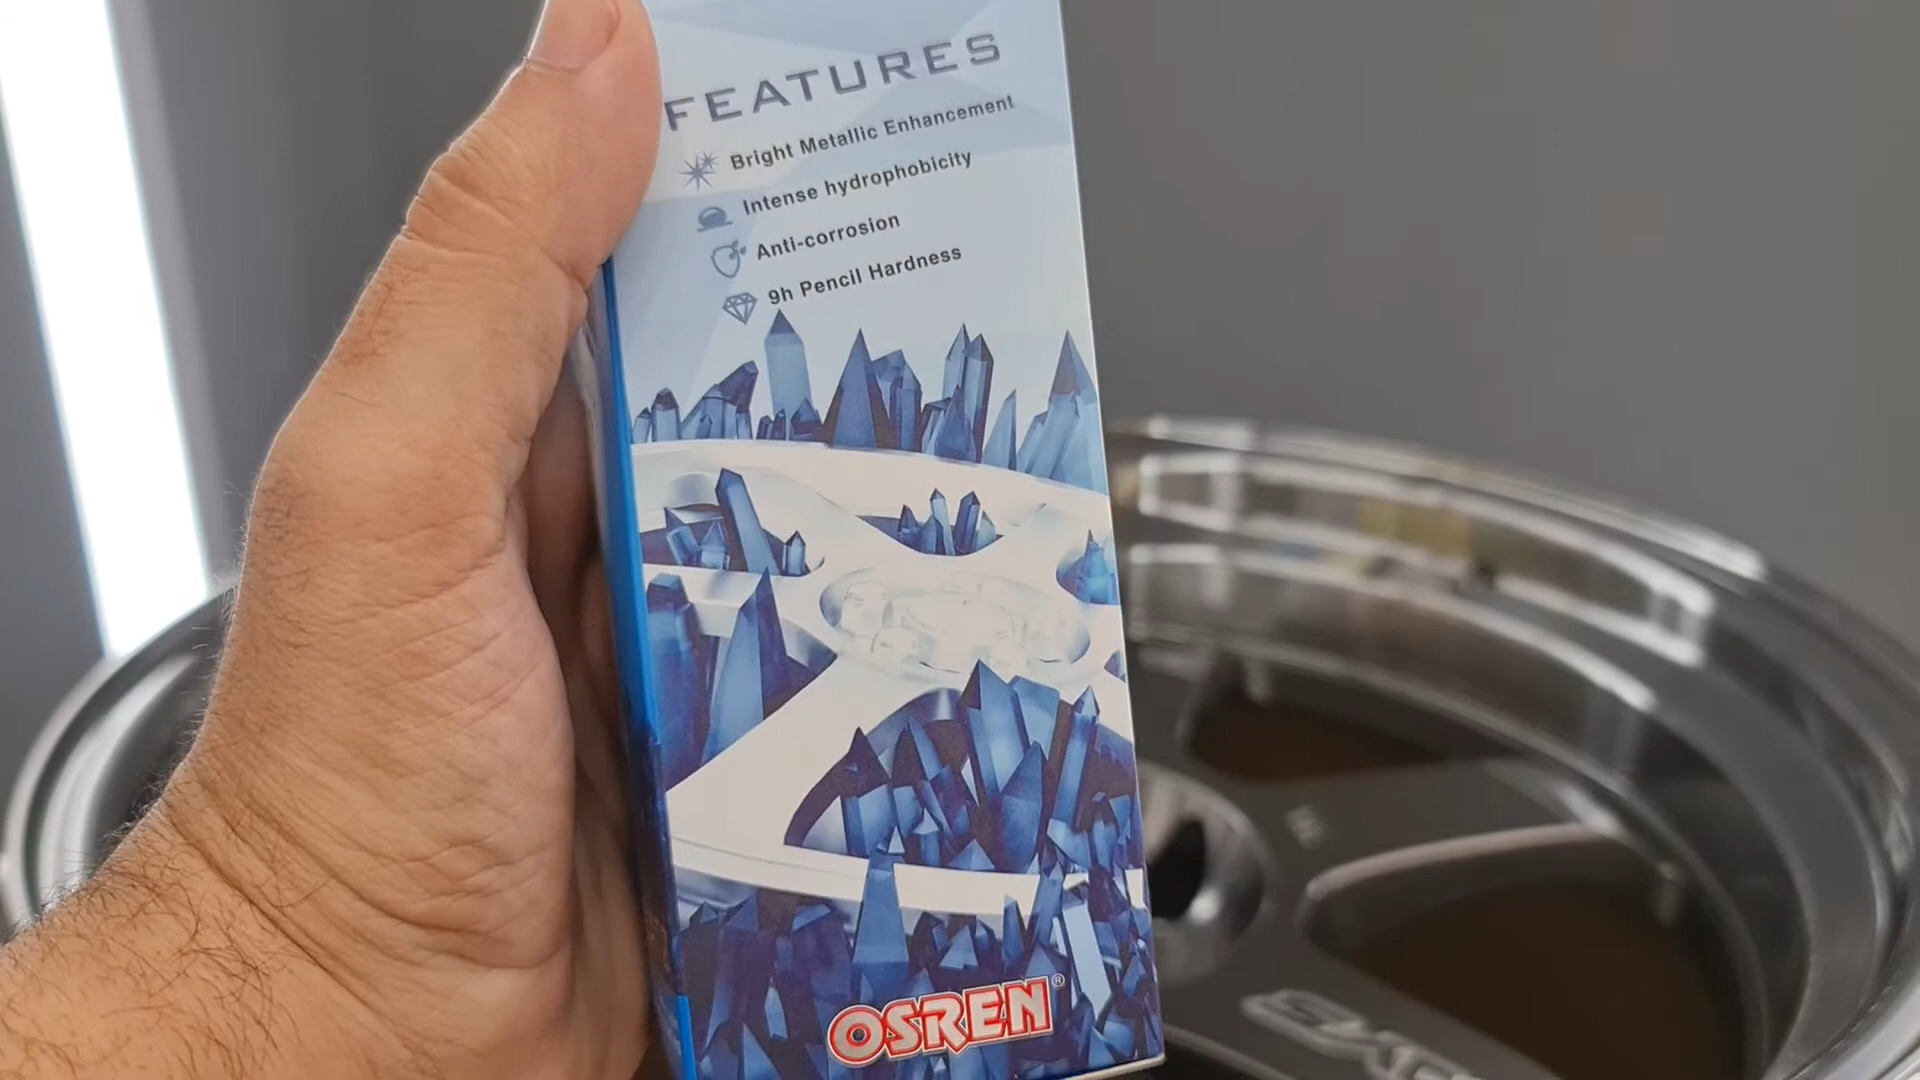 FEATURES
Bright Metallic Enhancement
Intense hydrophobicity
Anti-corrosion
9h Pencil Hardness
OSREN®